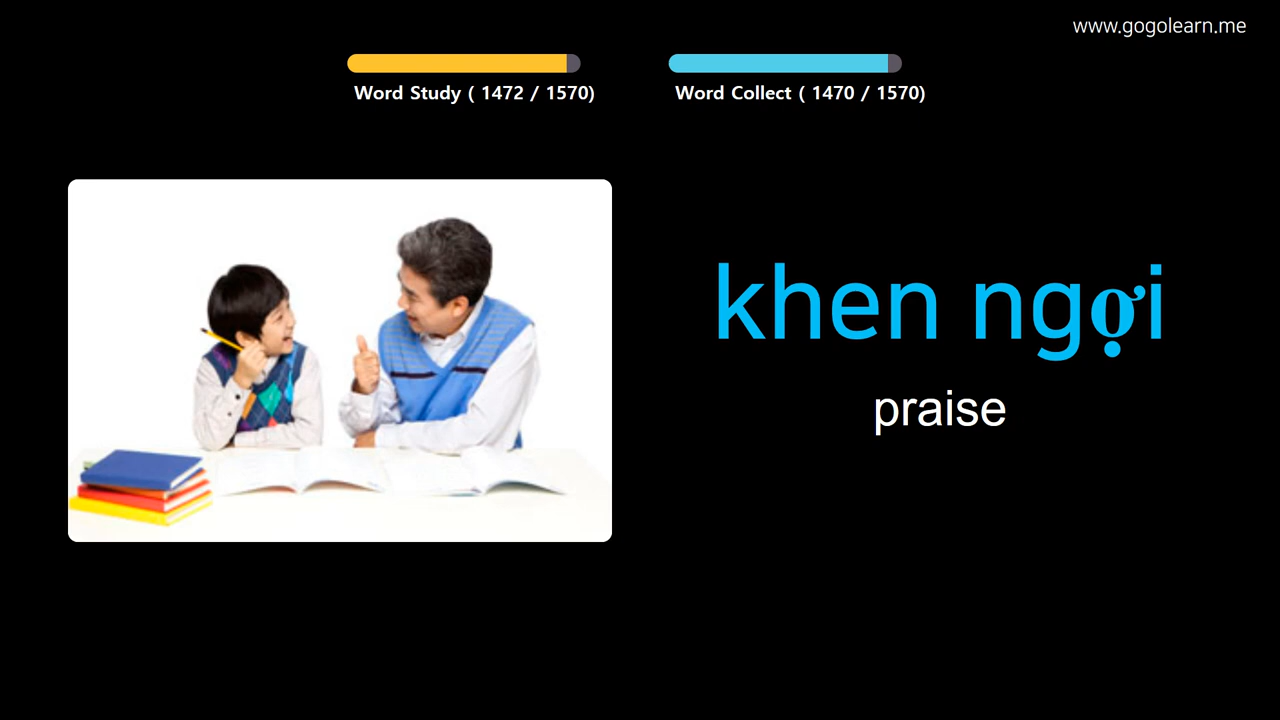 www.gogolearn.me
Word Study ( 1472 / 1570)
Word Collect ( 1470 / 1570)
khen ngợi
praise